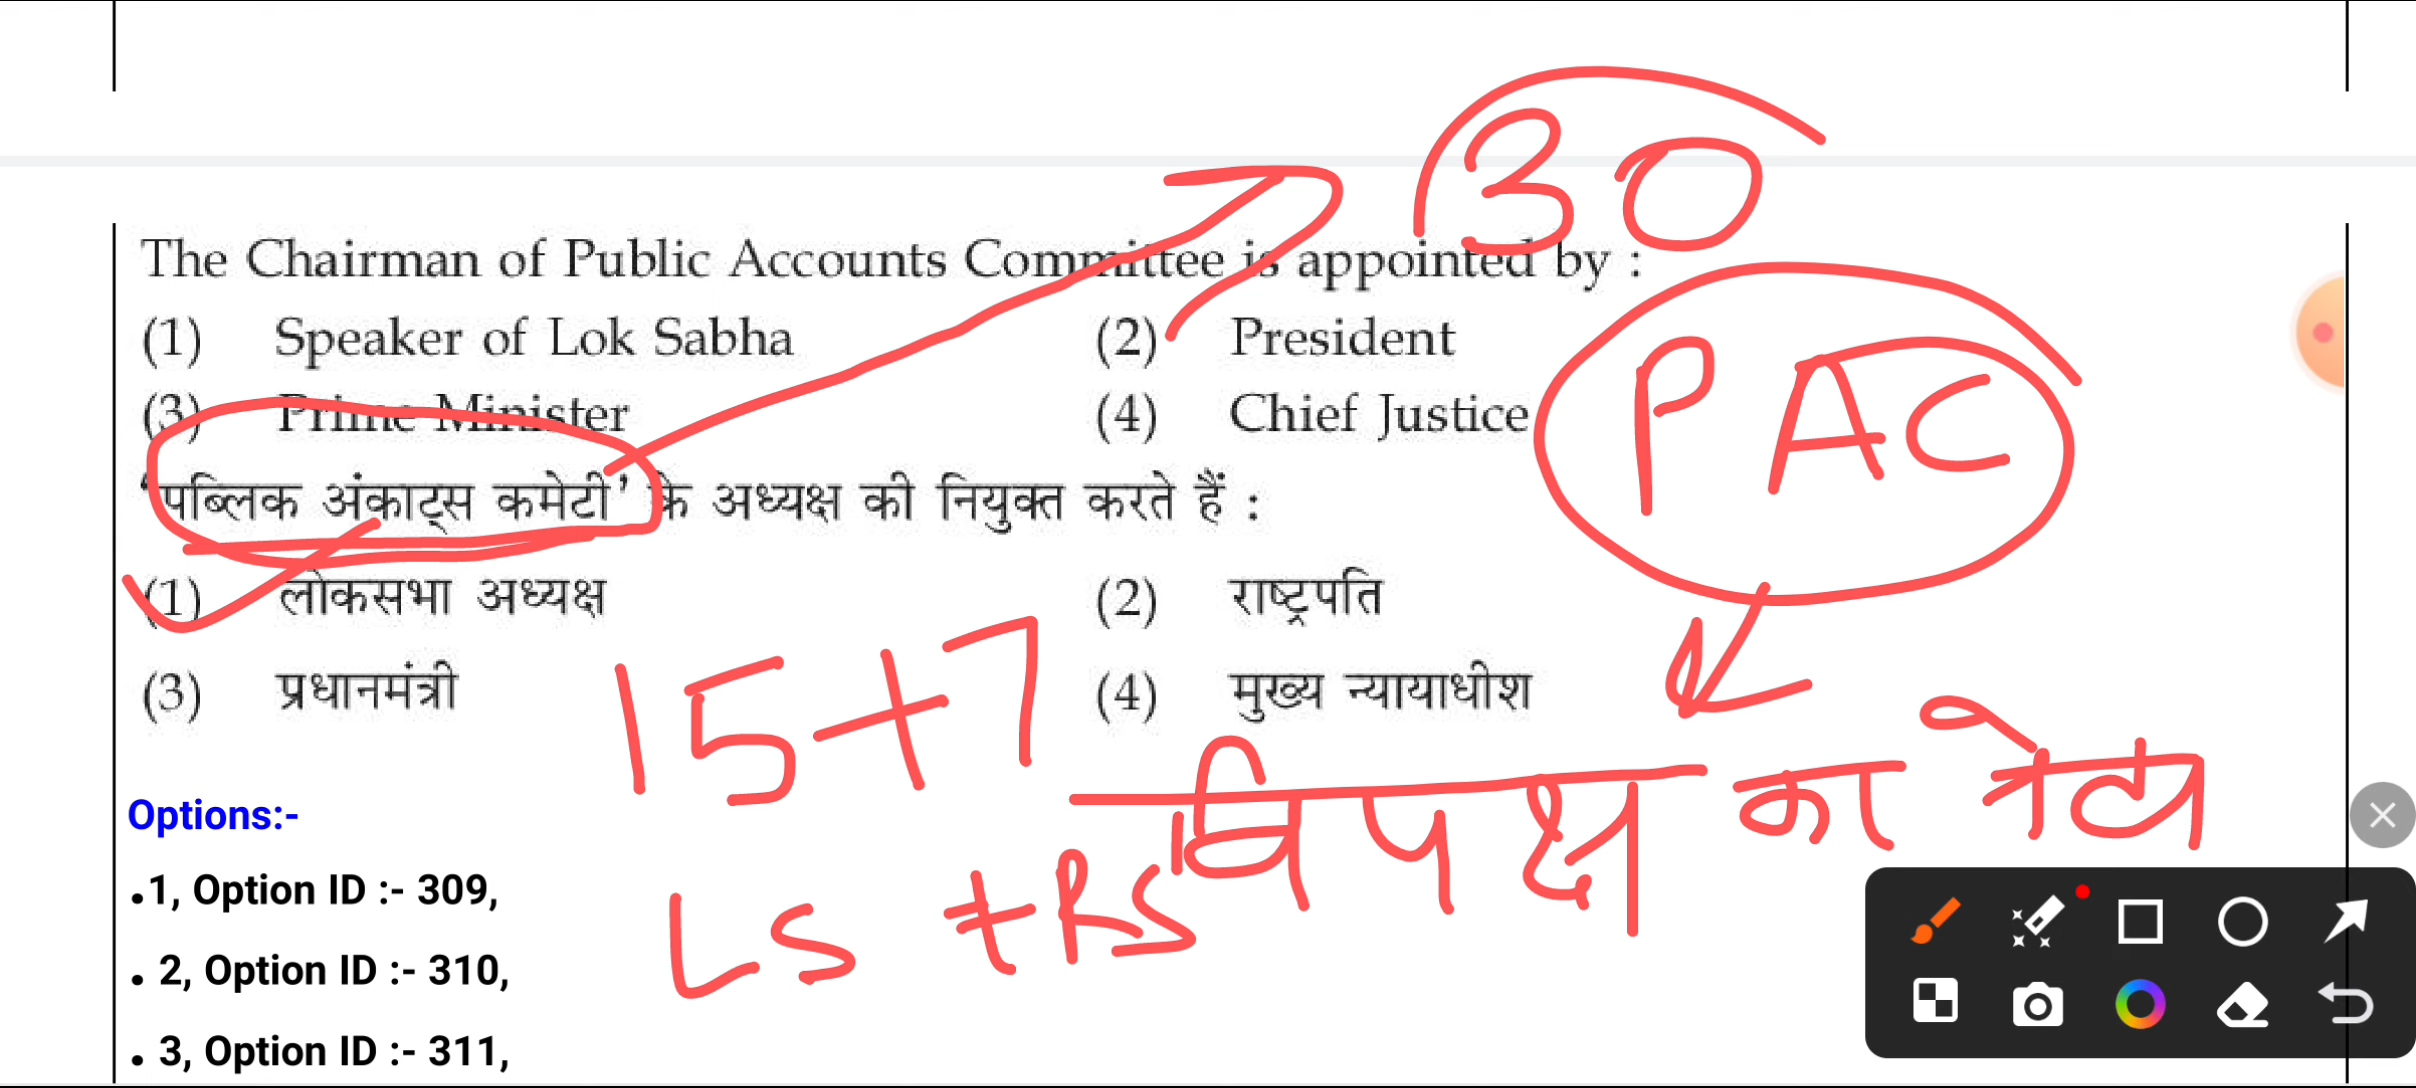 30
The Chairman of Public Accounts Committee is appointed by :
(1) Speaker of Lok Sabha (2) President
(3) Prime Minister (4) Chief Justice
PAC
'पब्लिक अंकाट्स कमेटी' के अध्यक्ष की नियुक्त करते हैं :
(1) लोकसभा अध्यक्ष (2) राष्ट्रपति
(3) प्रधानमंत्री (4) मुख्य न्यायाधीश
15+7
विपक्ष का
LS + RS
Options:-
.1, Option ID :- 309,
. 2, Option ID :- 310,
. 3, Option ID :- 311,